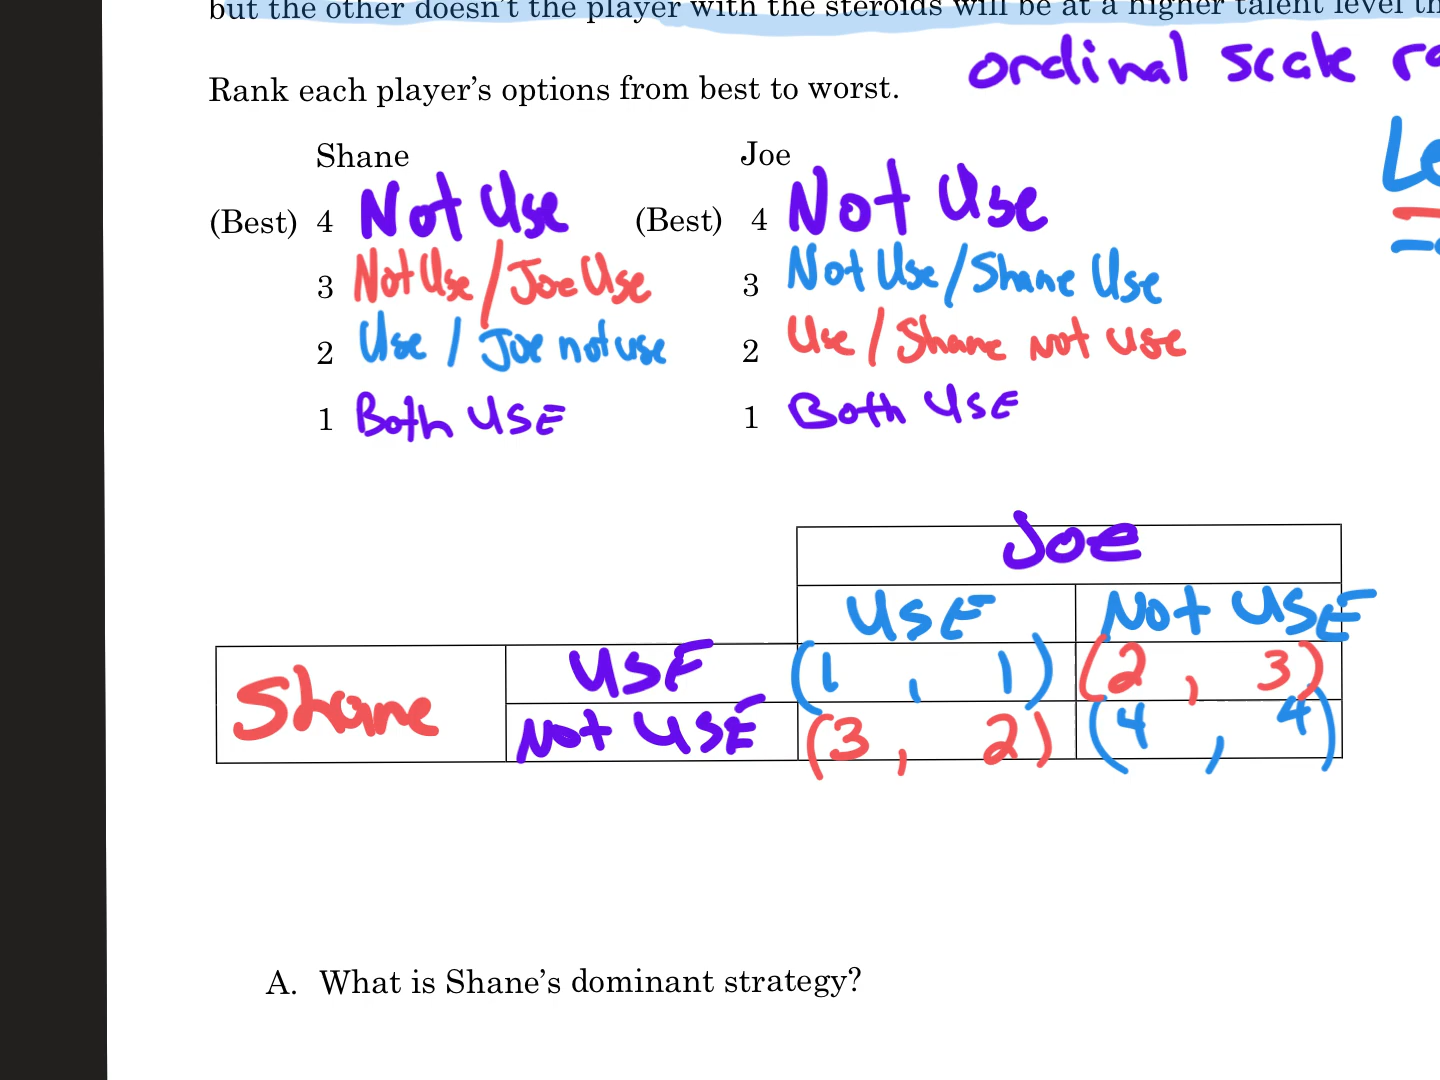 but the other doesn't the player with the steroids will be at a higher talent level
ordinal scale
Rank each player's options from best to worst.
Shane Joe
(Best) 4 Not Use (Best) 4 Not Use
3 Not Use / Joe Use 3 Not Use / Shane Use
2 Use / Joe not use 2 Use / Shane not use
1 Both USE 1 Both USE
Joe
USE Not USE
Shane USE (1 , 1) (2 , 3)
Not USE (3 , 2) (4 , 4)
A. What is Shane's dominant strategy?